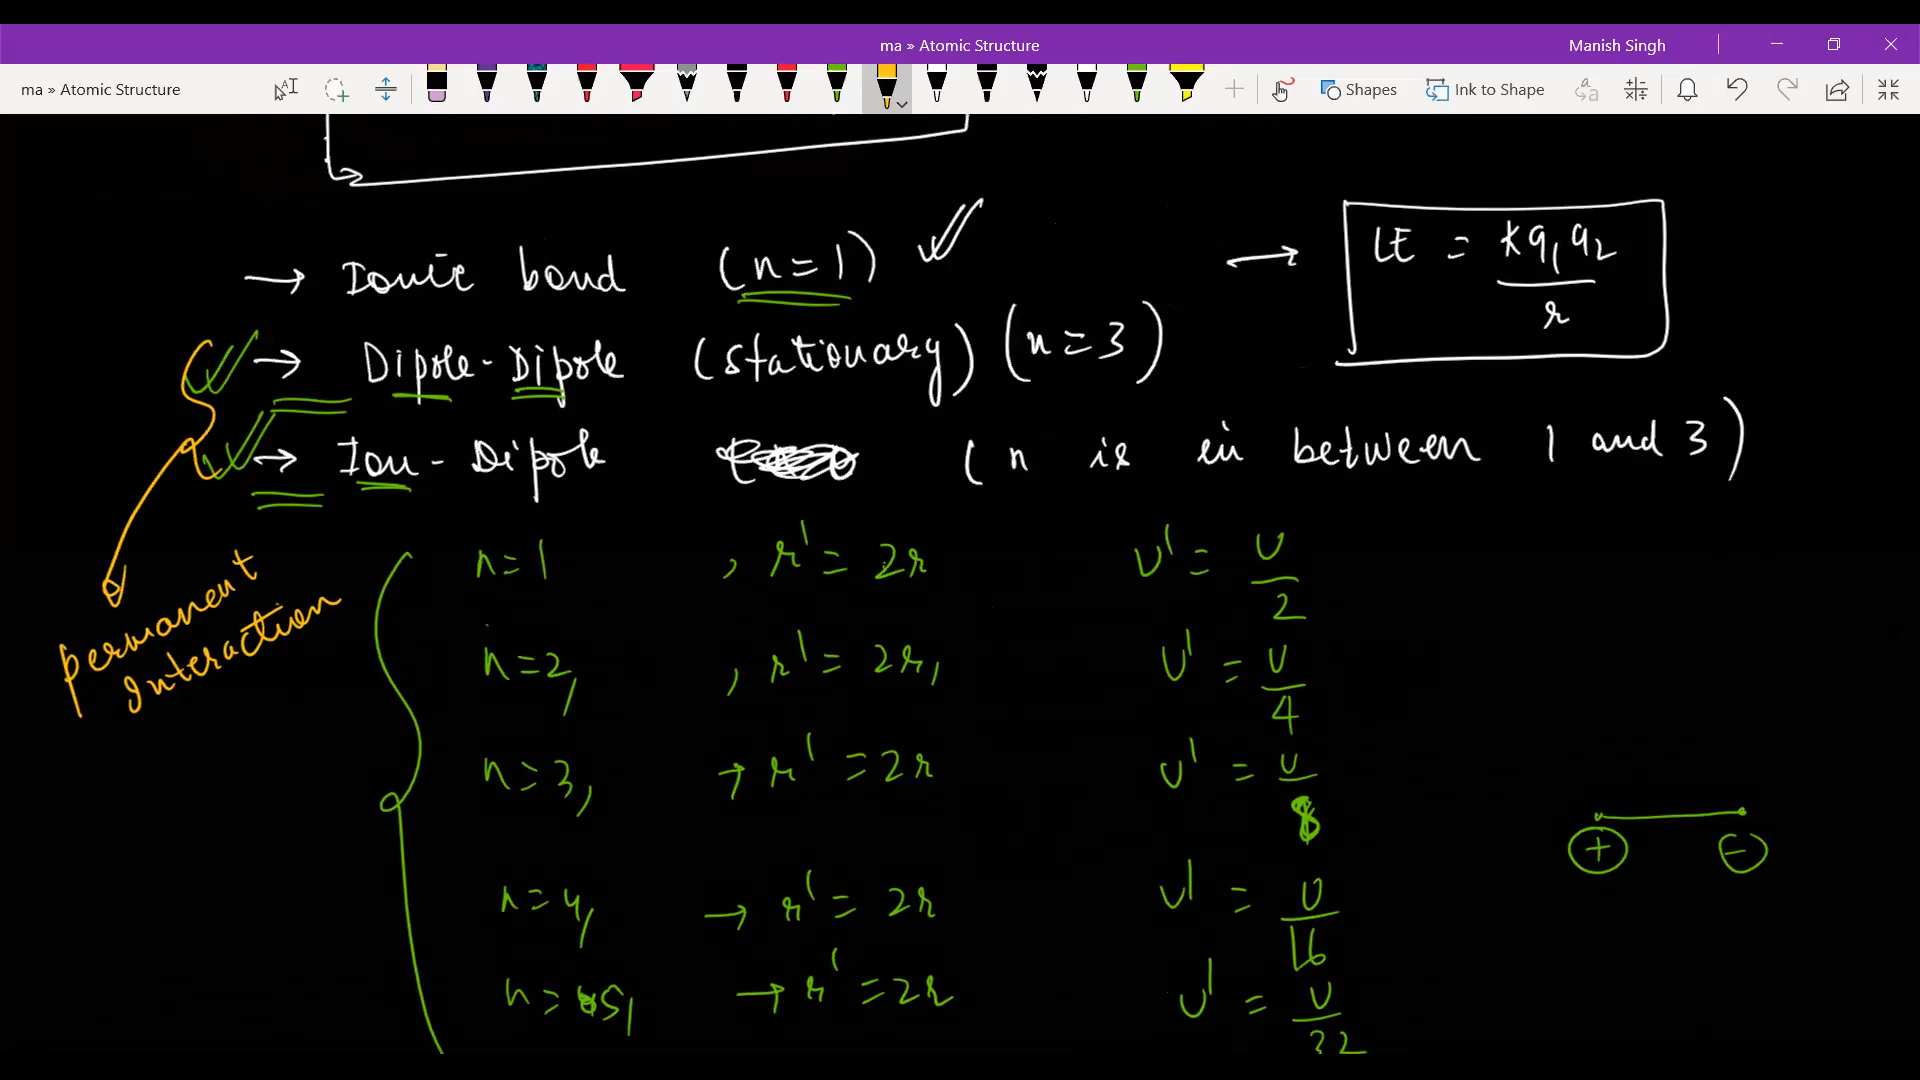 ma » Atomic Structure
Manish Singh
ma » Atomic Structure
Shapes
Ink to Shape
→ Ionic bond (n=1)
→ LE = kq₁q₂/r
→ Dipole-Dipole (stationary) (n=3)
→ Ion-Dipole (n is in between 1 and 3)
permanent
Interaction
n=1 , r' = 2r U' = U/2
n=2, , r' = 2r, U' = U/4
n=3, → r' = 2r U' = U/8
n=4, → r' = 2r U' = U/16
n=5, → r' = 2r U' = U/32
+ −